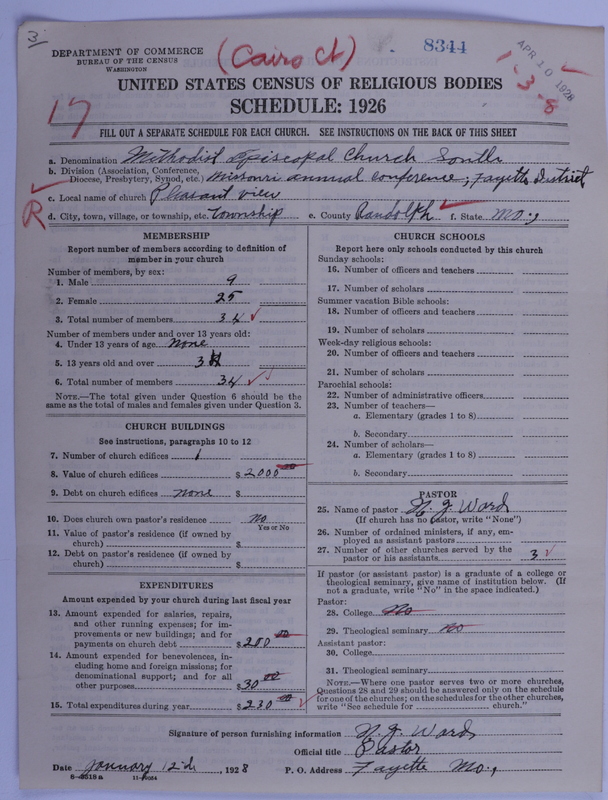 3
DEPARTMENT OF COMMERCE
BUREAU OF THE CENSUS
WASHINGTON
(Cairo Ct)
8344
APR 10 1928
1-3-8
UNITED STATES CENSUS OF RELIGIOUS BODIES
SCHEDULE: 1926
17
FILL OUT A SEPARATE SCHEDULE FOR EACH CHURCH. SEE INSTRUCTIONS ON THE BACK OF THIS SHEET
a. Denomination Methodist Episcopal Church South
b. Division (Association, Conference,
Diocese, Presbytery, Synod, etc.) Missouri annual conference; Fayette District
c. Local name of church Pleasant view
R
d. City, town, village, or township, etc. Township e. County Randolph f. State Mo.,
MEMBERSHIP
Report number of members according to definition of
member in your church
Number of members, by sex:
1. Male 9
2. Female 25
3. Total number of members 34
Number of members under and over 13 years old:
4. Under 13 years of age none
5. 13 years old and over 34
6. Total number of members 34
NOTE.—The total given under Question 6 should be
same as the total of males and females given under Question 3.
CHURCH BUILDINGS
See instructions, paragraphs 10 to 12
7. Number of church edifices 1
8. Value of church edifices $ 2000 00
9. Debt on church edifices none $
10. Does church own pastor's residence No
Yes or No
11. Value of pastor's residence (if owned by
church) $
12. Debt on pastor's residence (if owned by
church) $
EXPENDITURES
Amount expended by your church during last fiscal year
13. Amount expended for salaries, repairs,
and other running expenses; for im-
provements or new buildings; and for
payments on church debt $ 200 00
14. Amount expended for benevolences, in-
cluding home and foreign missions; for
denominational support; and for all
other purposes $ 30 00
15. Total expenditures during year $ 230 00
CHURCH SCHOOLS
Report here only schools conducted by this church
Sunday schools:
16. Number of officers and teachers
17. Number of scholars
Summer vacation Bible schools:
18. Number of officers and teachers
19. Number of scholars
Week-day religious schools:
20. Number of officers and teachers
21. Number of scholars
Parochial schools:
22. Number of administrative officers
23. Number of teachers—
a. Elementary (grades 1 to 8)
b. Secondary
24. Number of scholars—
a. Elementary (grades 1 to 8)
b. Secondary
PASTOR
25. Name of pastor N. J. Ward
(If church has no pastor, write "None")
26. Number of ordained ministers, if any, em-
ployed as assistant pastors
27. Number of other churches served by the
pastor or his assistants 3
If pastor (or assistant pastor) is a graduate of a college or
theological seminary, give name of institution below. (If
not a graduate, write "No" in the space indicated.)
Pastor:
28. College No
29. Theological seminary No
Assistant pastor:
30. College
31. Theological seminary
NOTE.—Where one pastor serves two or more churches,
Questions 28 and 29 should be answered only on the schedule
for one of the churches; on the schedules for the other churches,
write "See schedule for church."
Signature of person furnishing information N. J. Ward
Official title Pastor
Date January 12th, 1928 P. O. Address Fayette Mo.,